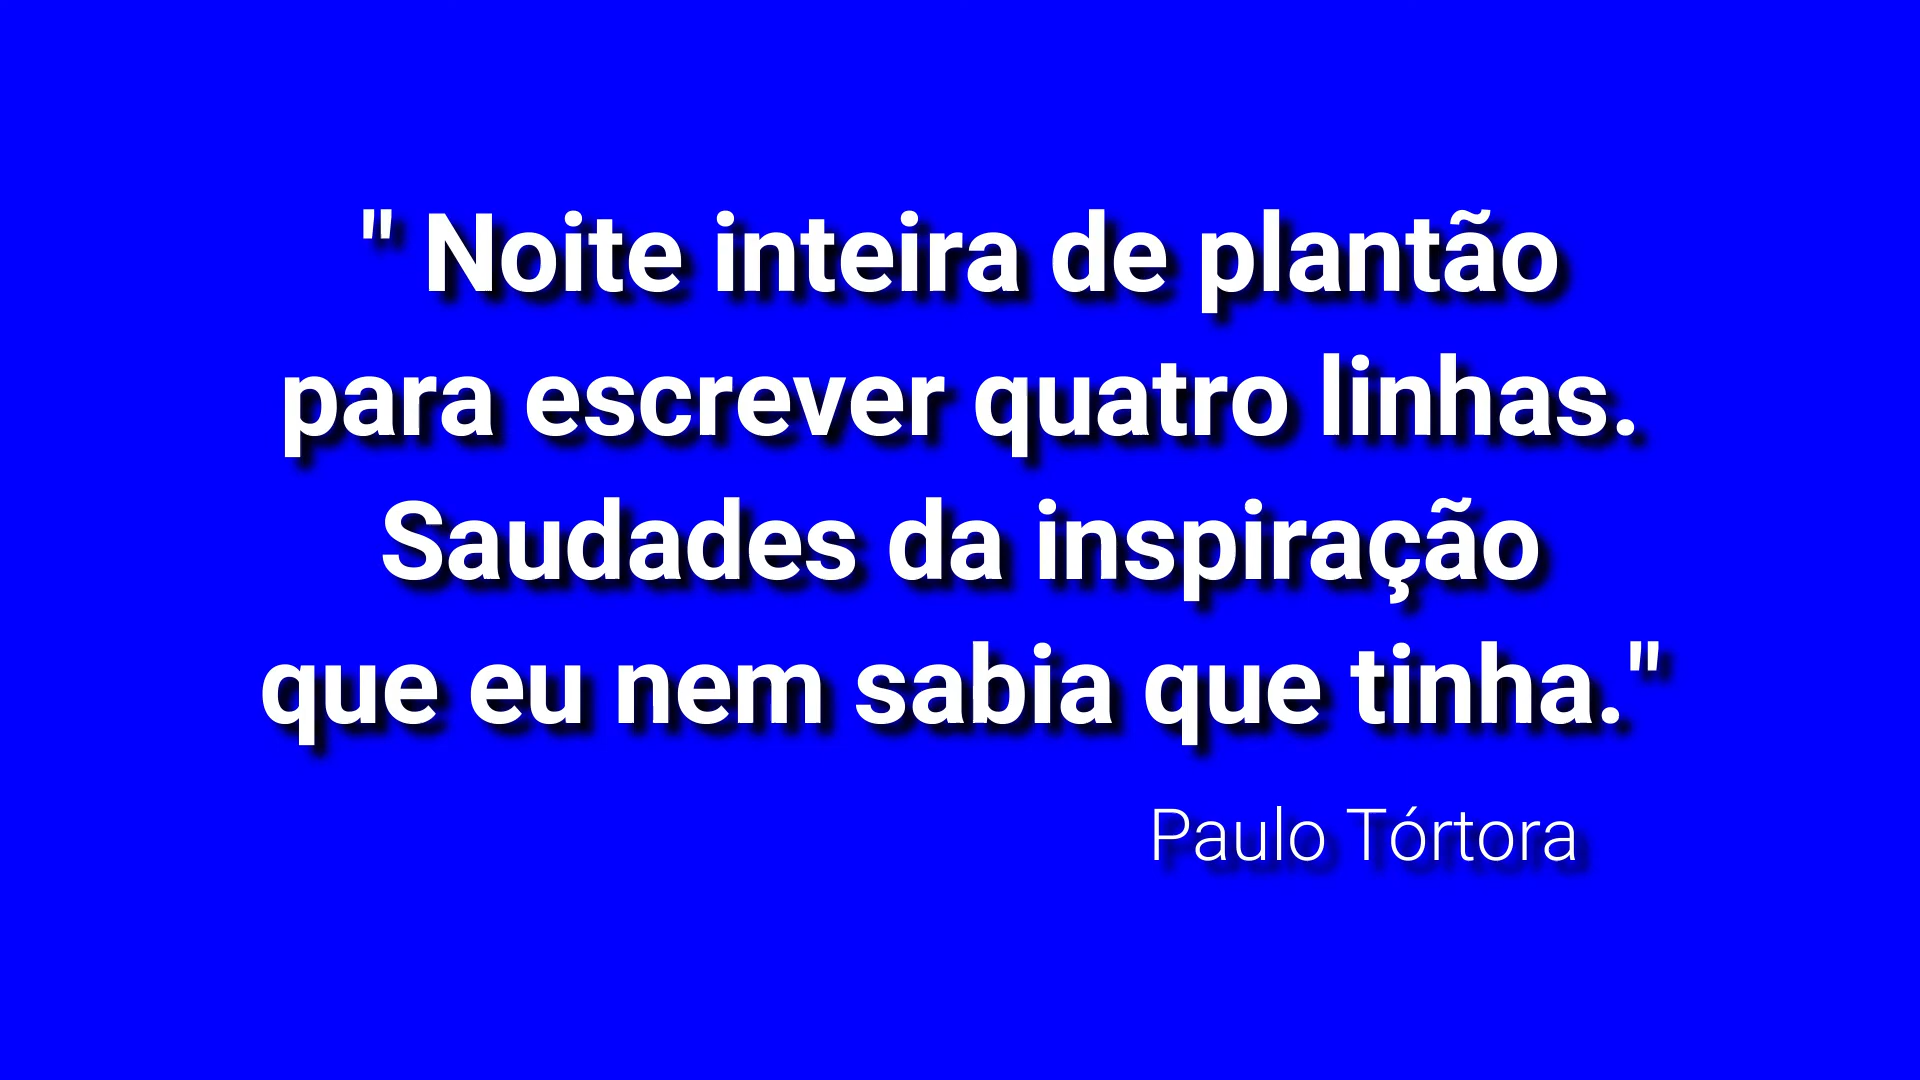 " Noite inteira de plantão
para escrever quatro linhas.
Saudades da inspiração
que eu nem sabia que tinha."
Paulo Tórtora